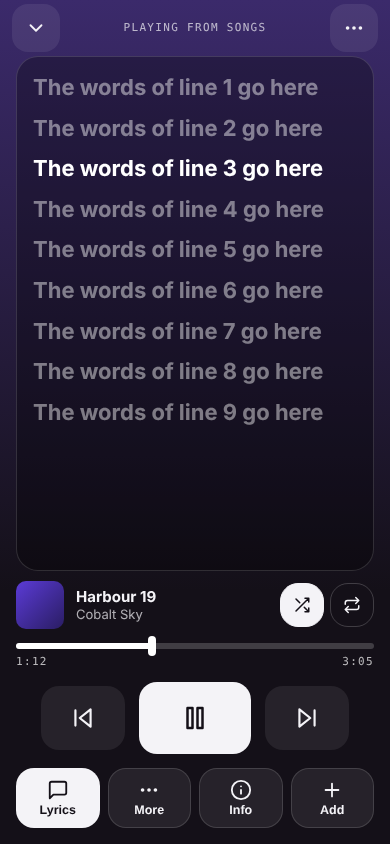 PLAYING FROM SONGS
The words of line 1 go here
The words of line 2 go here
The words of line 3 go here
The words of line 4 go here
The words of line 5 go here
The words of line 6 go here
The words of line 7 go here
The words of line 8 go here
The words of line 9 go here
Harbour 19
Cobalt Sky
1:12 3:05
Lyrics More Info Add